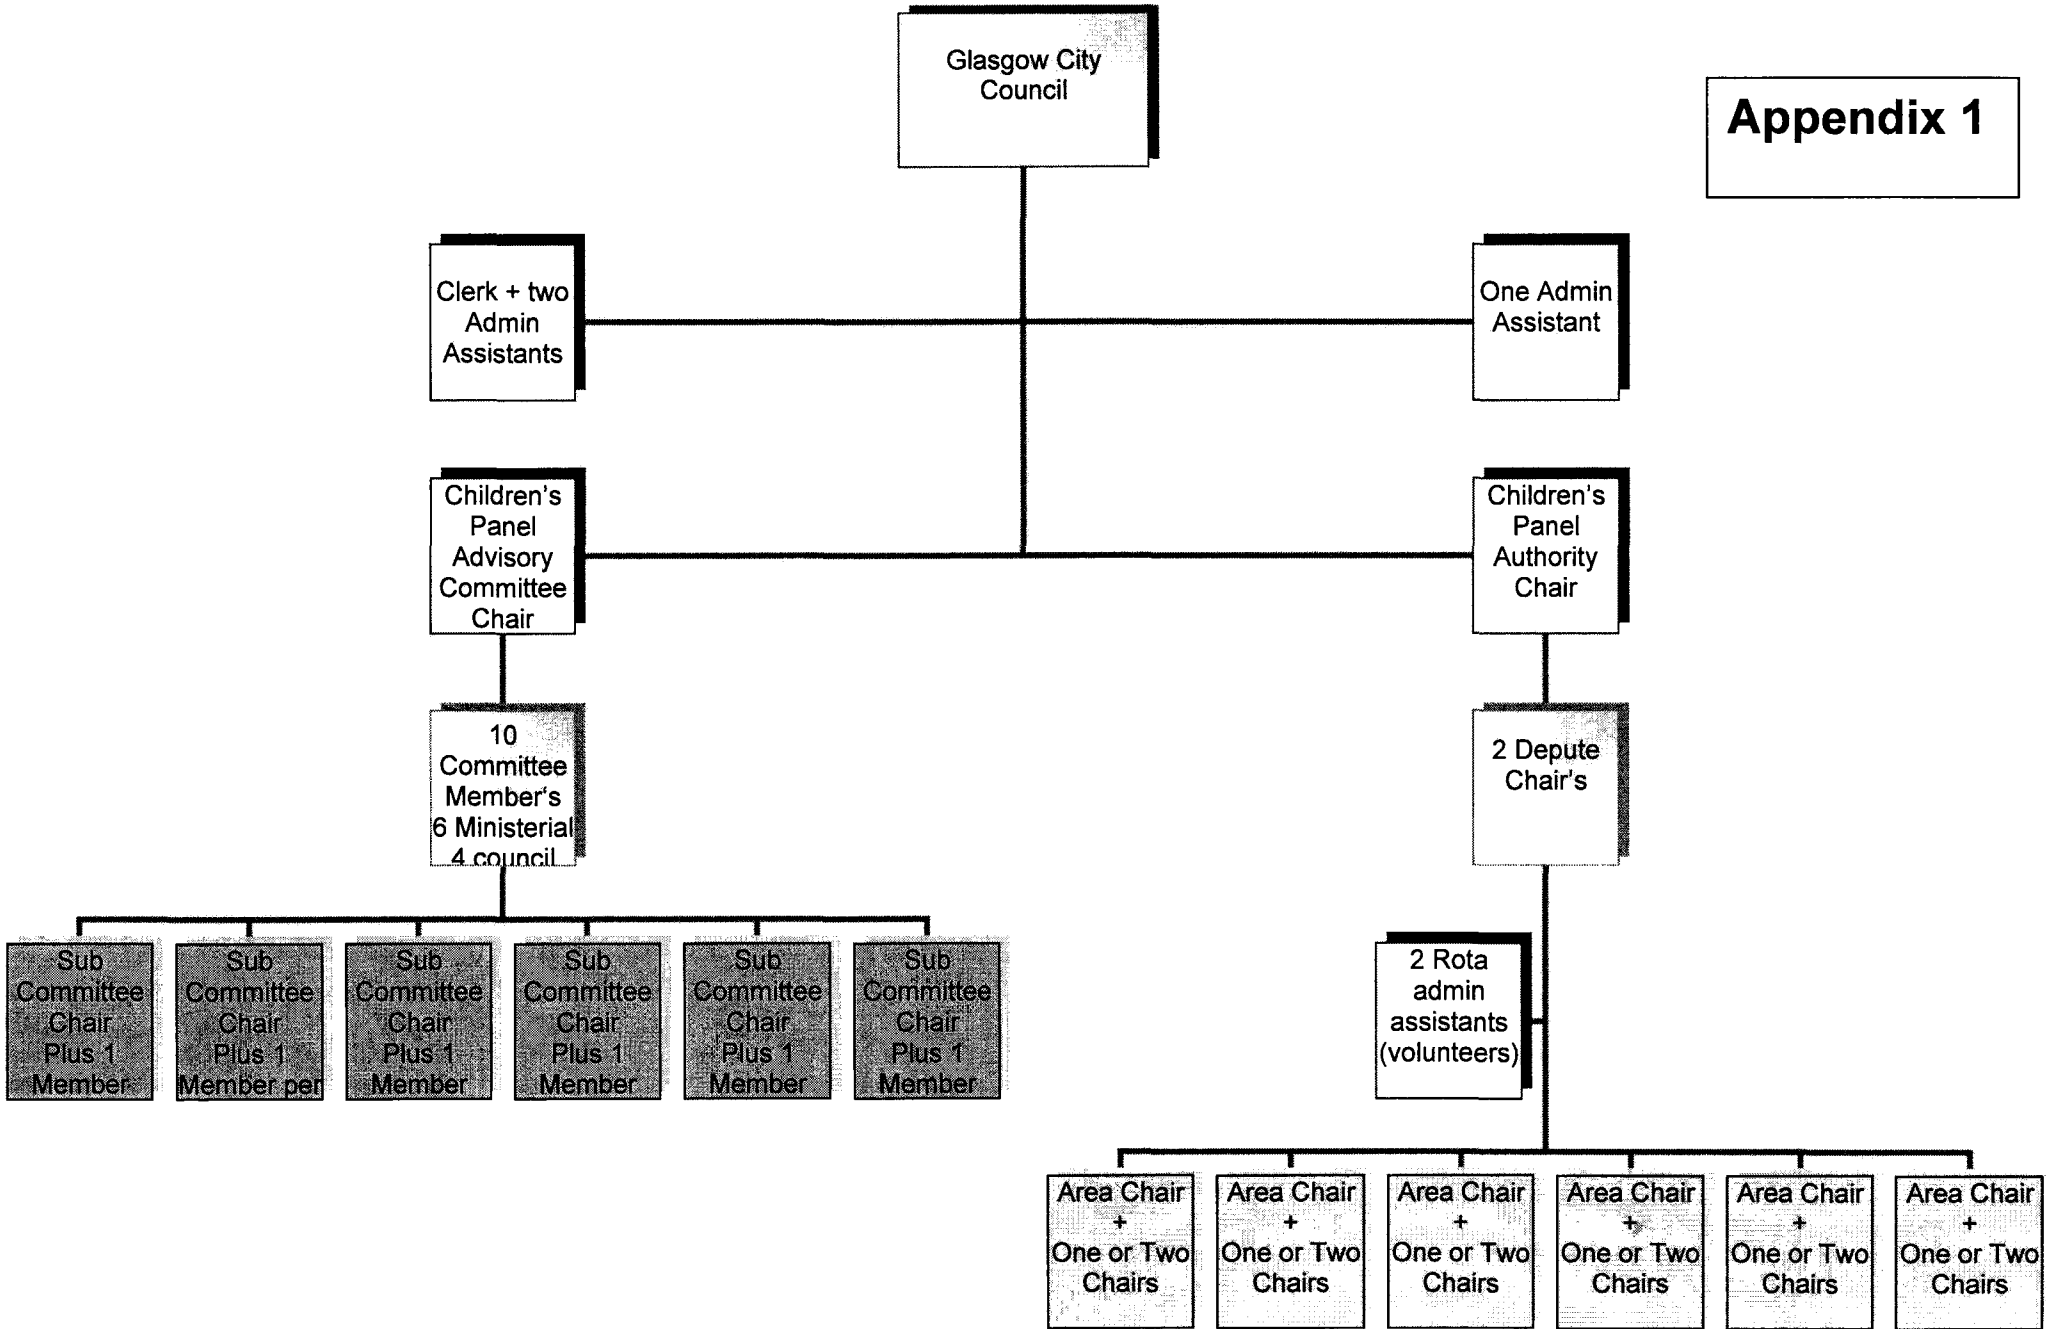 Glasgow City
Council
Appendix 1
Clerk + two
Admin
Assistants
One Admin
Assistant
Children's
Panel
Advisory
Committee
Chair
Children's
Panel
Authority
Chair
10
Committee
Member's
6 Ministerial
4 council
2 Depute
Chair's
Sub
Committee
Chair
Plus 1
Member
Sub
Committee
Chair
Plus 1
Member per
Sub
Committee
Chair
Plus 1
Member
Sub
Committee
Chair
Plus 1
Member
Sub
Committee
Chair
Plus 1
Member
Sub
Committee
Chair
Plus 1
Member
2 Rota
admin
assistants
(volunteers)
Area Chair
+
One or Two
Chairs
Area Chair
+
One or Two
Chairs
Area Chair
+
One or Two
Chairs
Area Chair
+
One or Two
Chairs
Area Chair
+
One or Two
Chairs
Area Chair
+
One or Two
Chairs